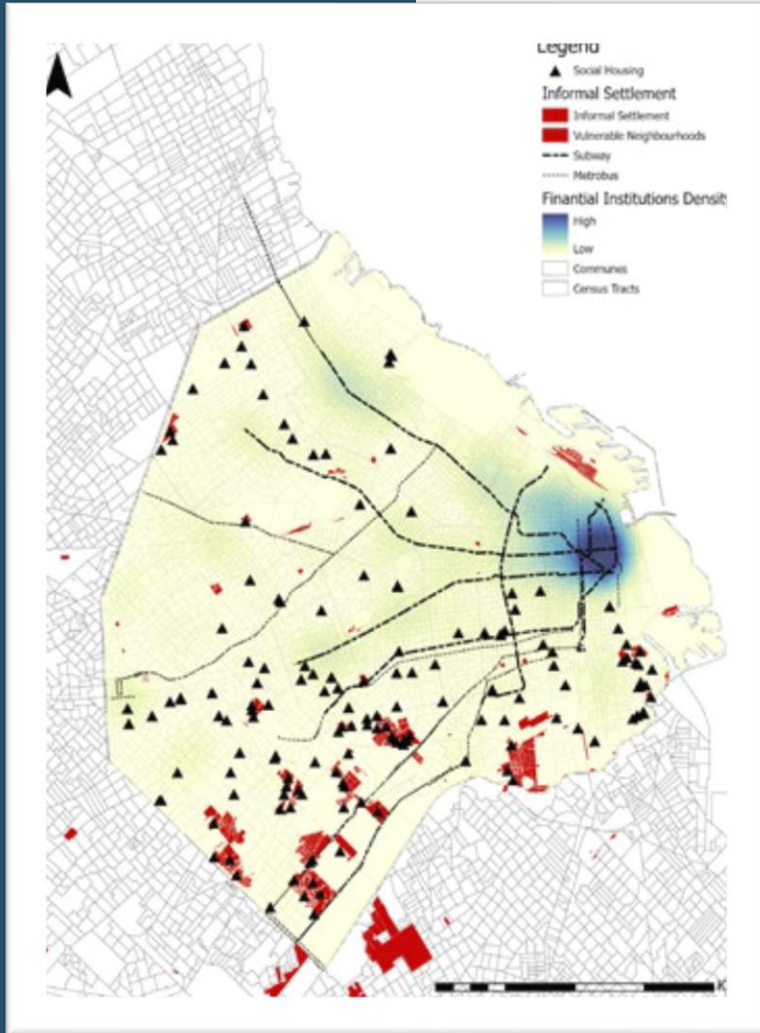 Legend
Social Housing
Informal Settlement
Informal Settlement
Vulnerable Neighbourhoods
Subway
Metrobus
Finantial Institutions Densit
High
Low
Communes
Census Tracts
K